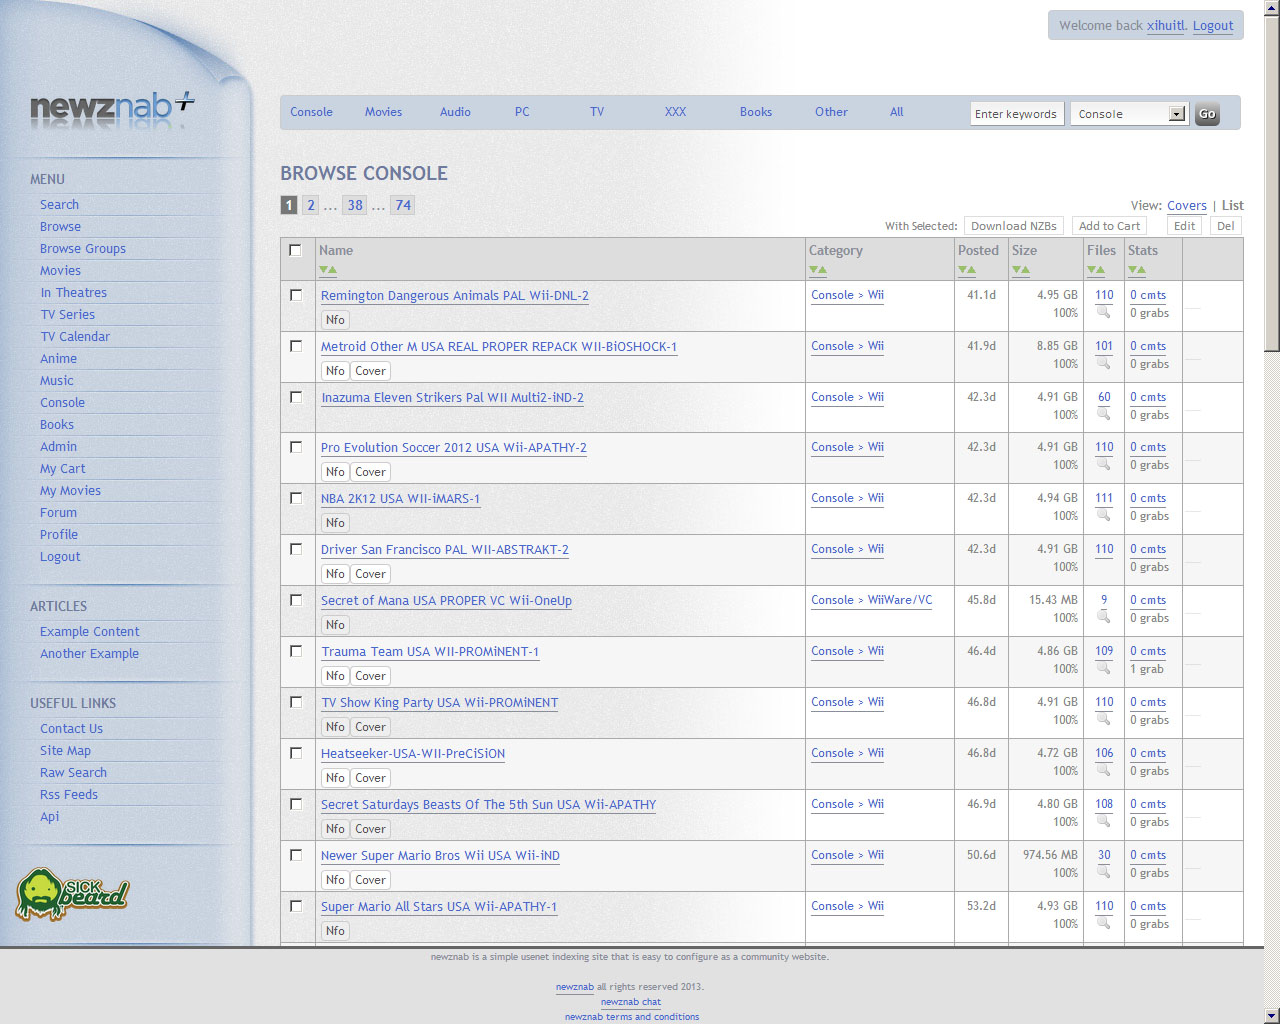 Welcome back xihuitl. Logout
newznab+
Console Movies Audio PC TV XXX Books Other All Enter keywords Console Go
BROWSE CONSOLE
1 2 ... 38 ... 74
View: Covers | List
With Selected: Download NZBs Add to Cart Edit Del
MENU
Search
Browse
Browse Groups
Movies
In Theatres
TV Series
TV Calendar
Anime
Music
Console
Books
Admin
My Cart
My Movies
Forum
Profile
Logout
ARTICLES
Example Content
Another Example
USEFUL LINKS
Contact Us
Site Map
Raw Search
Rss Feeds
Api
SICK
beard
Name Category Posted Size Files Stats
Remington Dangerous Animals PAL Wii-DNL-2 Console > Wii 41.1d 4.95 GB 110 0 cmts
Nfo 100% 0 grabs
Metroid Other M USA REAL PROPER REPACK WII-BiOSHOCK-1 Console > Wii 41.9d 8.85 GB 101 0 cmts
Nfo Cover 100% 0 grabs
Inazuma Eleven Strikers Pal WII Multi2-iND-2 Console > Wii 42.3d 4.91 GB 60 0 cmts
100% 0 grabs
Pro Evolution Soccer 2012 USA Wii-APATHY-2 Console > Wii 42.3d 4.91 GB 110 0 cmts
Nfo Cover 100% 0 grabs
NBA 2K12 USA WII-iMARS-1 Console > Wii 42.3d 4.94 GB 111 0 cmts
Nfo 100% 0 grabs
Driver San Francisco PAL WII-ABSTRAKT-2 Console > Wii 42.3d 4.91 GB 110 0 cmts
Nfo Cover 100% 0 grabs
Secret of Mana USA PROPER VC Wii-OneUp Console > WiiWare/VC 45.8d 15.43 MB 9 0 cmts
Nfo 100% 0 grabs
Trauma Team USA WII-PROMiNENT-1 Console > Wii 46.4d 4.86 GB 109 0 cmts
Nfo Cover 100% 1 grab
TV Show King Party USA Wii-PROMiNENT Console > Wii 46.8d 4.91 GB 110 0 cmts
Nfo Cover 100% 0 grabs
Heatseeker-USA-WII-PreCiSiON Console > Wii 46.8d 4.72 GB 106 0 cmts
Nfo Cover 100% 0 grabs
Secret Saturdays Beasts Of The 5th Sun USA Wii-APATHY Console > Wii 46.9d 4.80 GB 108 0 cmts
Nfo Cover 100% 0 grabs
Newer Super Mario Bros Wii USA Wii-iND Console > Wii 50.6d 974.56 MB 30 0 cmts
Nfo Cover 100% 0 grabs
Super Mario All Stars USA Wii-APATHY-1 Console > Wii 53.2d 4.93 GB 110 0 cmts
Nfo 100% 0 grabs
newznab is a simple usenet indexing site that is easy to configure as a community website.
newznab all rights reserved 2013.
newznab chat
newznab terms and conditions